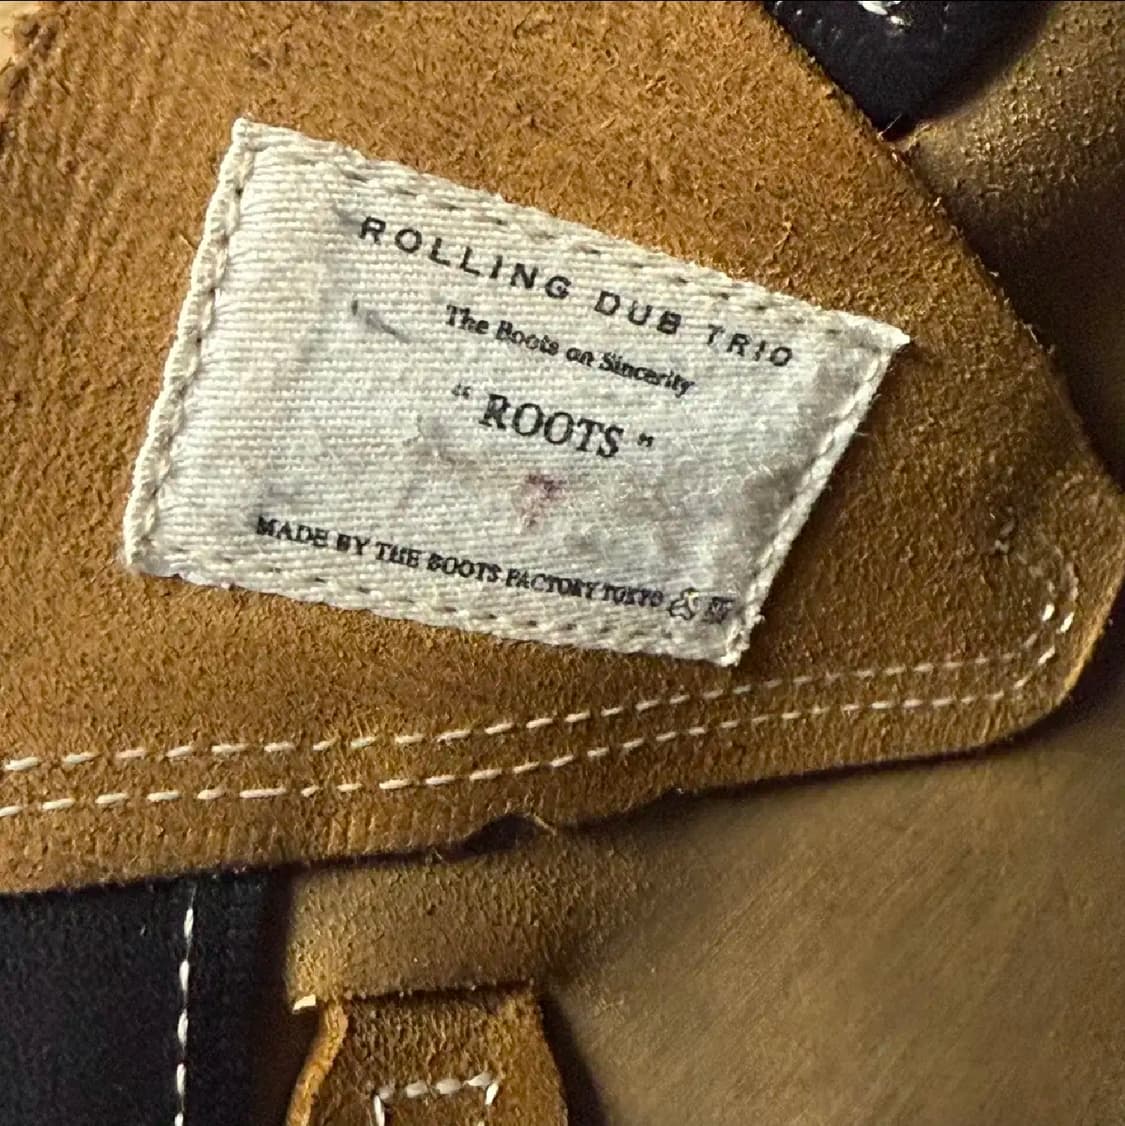 ROLLING DUB TRIO
The Boots on Sincerity
" ROOTS "
MADE BY THE BOOTS FACTORY TOKYO